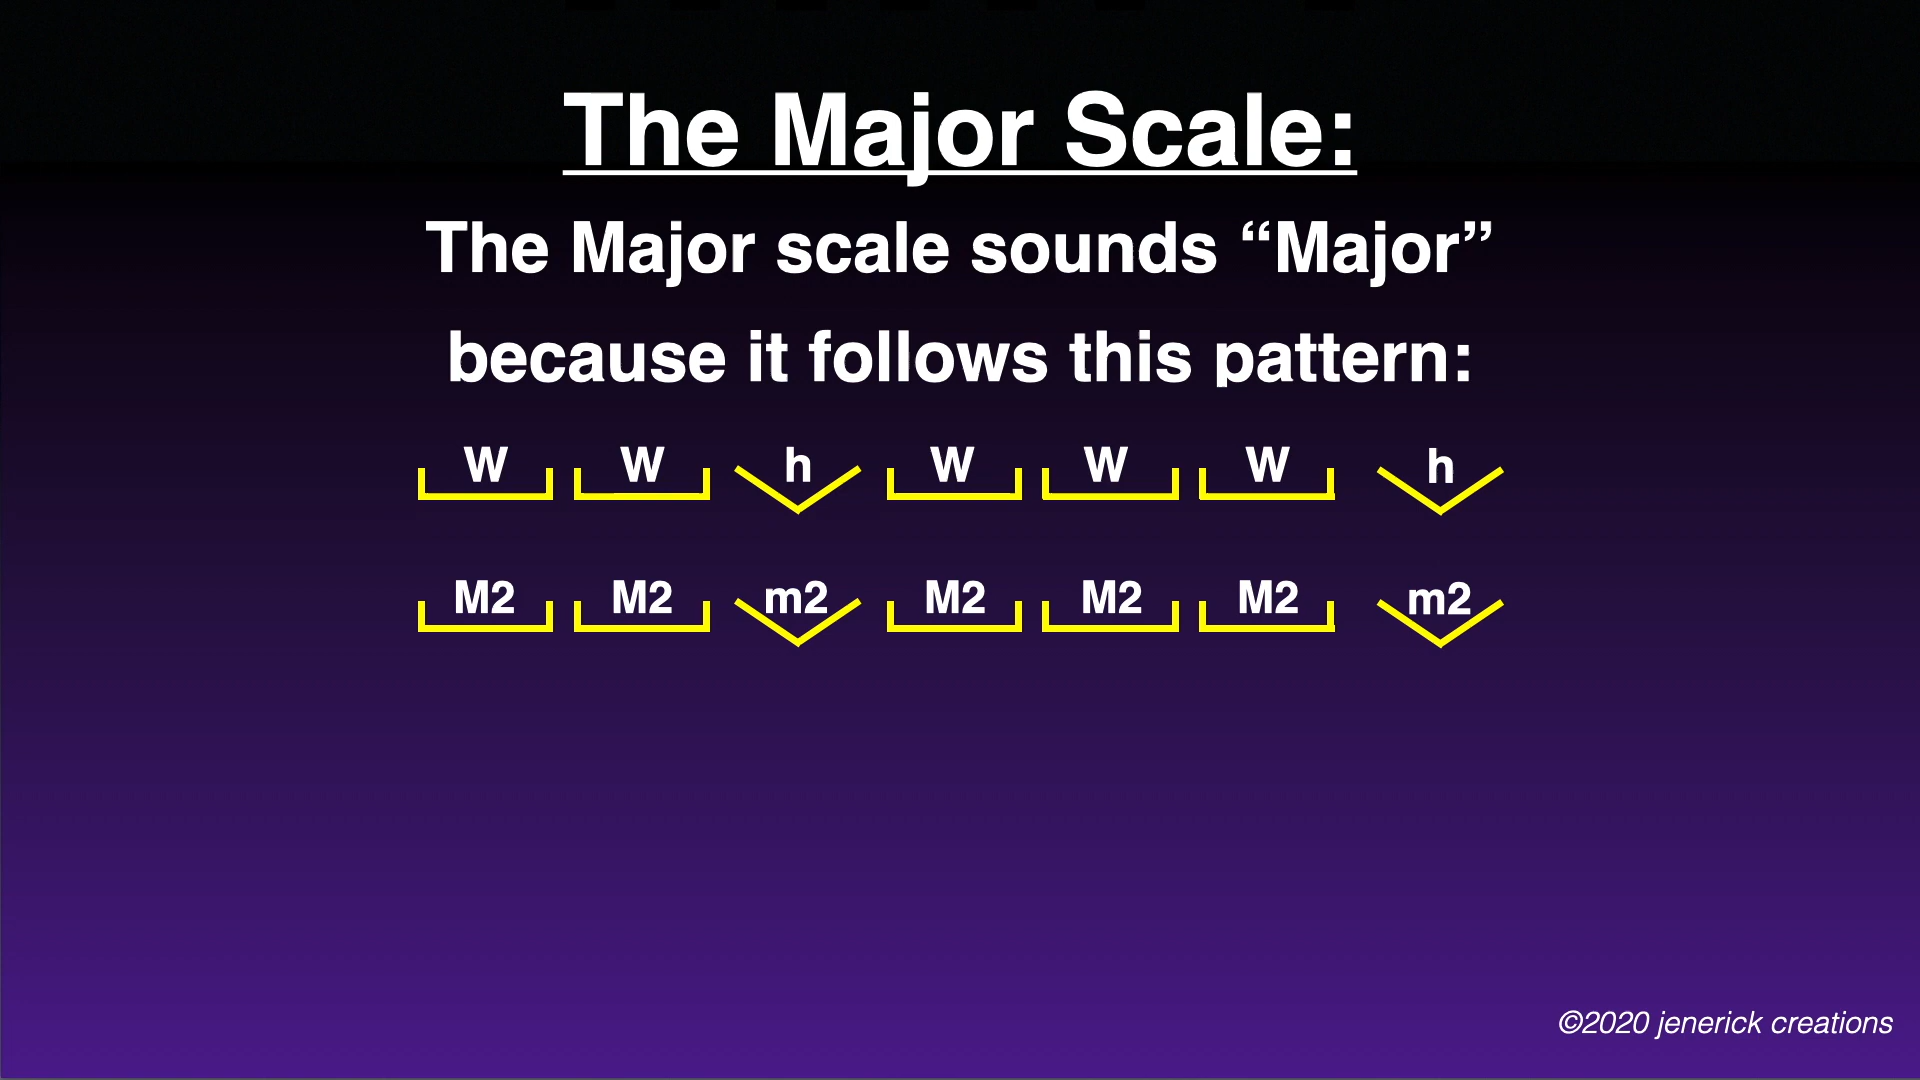 The Major Scale:
The Major scale sounds “Major”
because it follows this pattern:
W W h W W W h
M2 M2 m2 M2 M2 M2 m2
©2020 jenerick creations